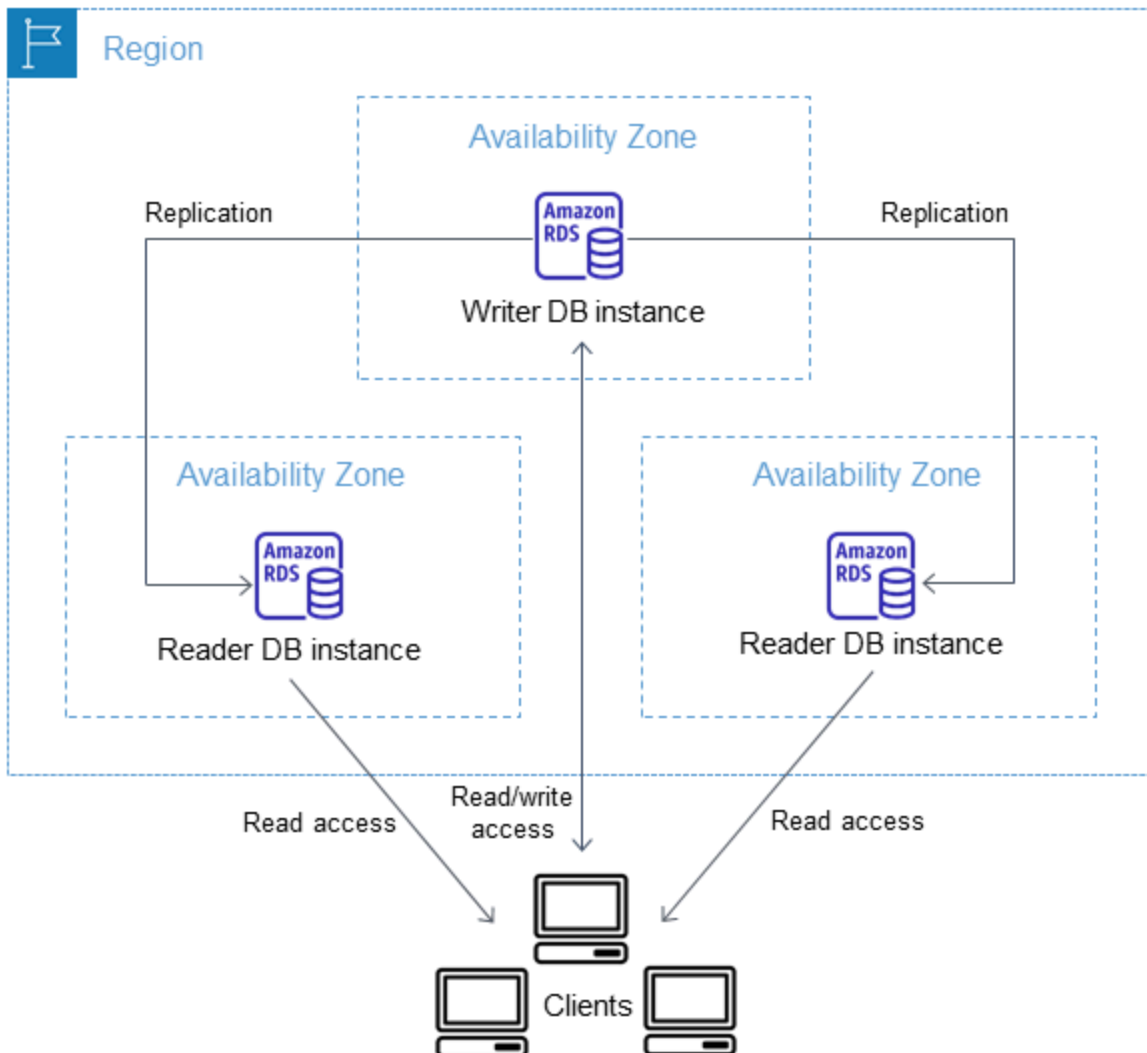 Region
Availability Zone
Replication
Amazon
RDS
Replication
Writer DB instance
Availability Zone
Amazon
RDS
Reader DB instance
Availability Zone
Amazon
RDS
Reader DB instance
Read access
Read/write
access
Read access
Clients